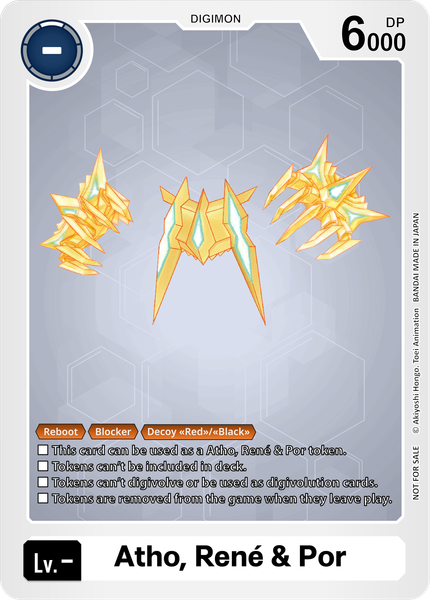 DIGIMON
-
DP
6000
Reboot Blocker Decoy «Red»/«Black»
This card can be used as a Atho, René & Por token.
Tokens can't be included in deck.
Tokens can't digivolve or be used as digivolution cards.
Tokens are removed from the game when they leave play.
NOT FOR SALE © Akiyoshi Hongo. Toei Animation BANDAI MADE IN JAPAN
Lv.-
Atho, René & Por